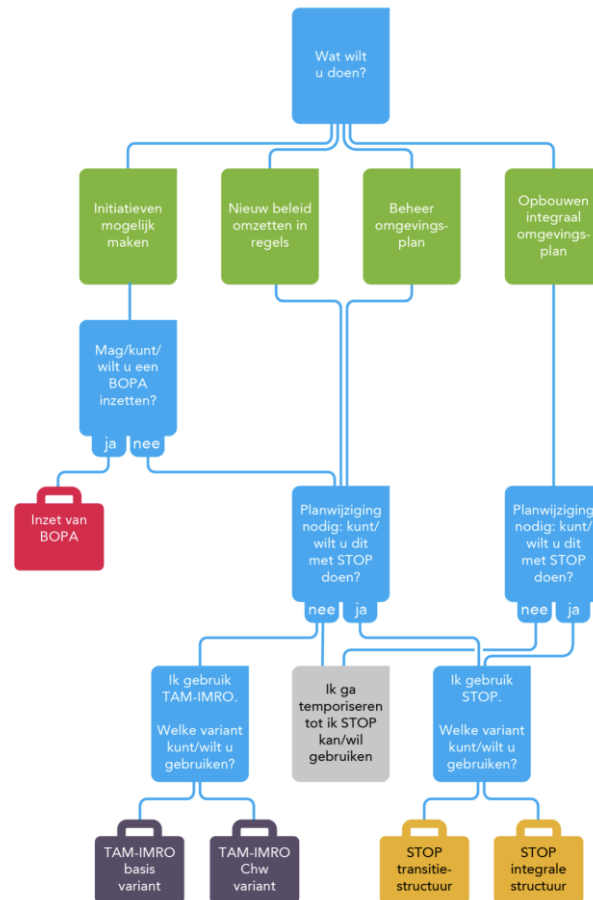 Wat wilt
u doen?
Initiatieven
mogelijk
maken
Nieuw beleid
omzetten in
regels
Beheer
omgevings-
plan
Opbouwen
integraal
omgevings-
plan
Mag/kunt/
wilt u een
BOPA
inzetten?
ja
nee
Inzet van
BOPA
Planwijziging
nodig: kunt/
wilt u dit
met STOP
doen?
nee
ja
Planwijziging
nodig: kunt/
wilt u dit
met STOP
doen?
nee
ja
Ik gebruik
TAM-IMRO.
Welke variant
kunt/wilt u
gebruiken?
Ik ga
temporiseren
tot ik STOP
kan/wil
gebruiken
Ik gebruik
STOP.
Welke variant
kunt/wilt u
gebruiken?
TAM-IMRO
basis
variant
TAM-IMRO
Chw
variant
STOP
transitie-
structuur
STOP
integrale
structuur